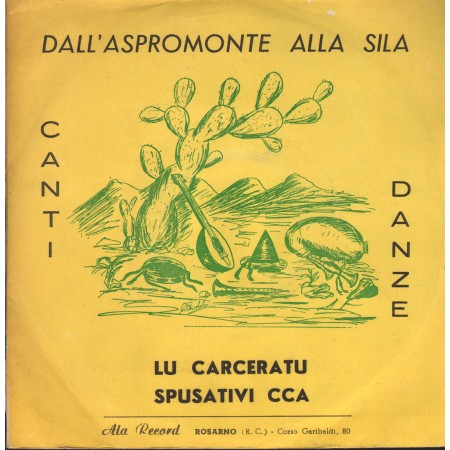 DALL'ASPROMONTE ALLA SILA
CANTI
DANZE
LU CARCERATU
SPUSATIVI CCA
Ala Record ROSARNO (R. C.) - Corso Garibaldi, 80